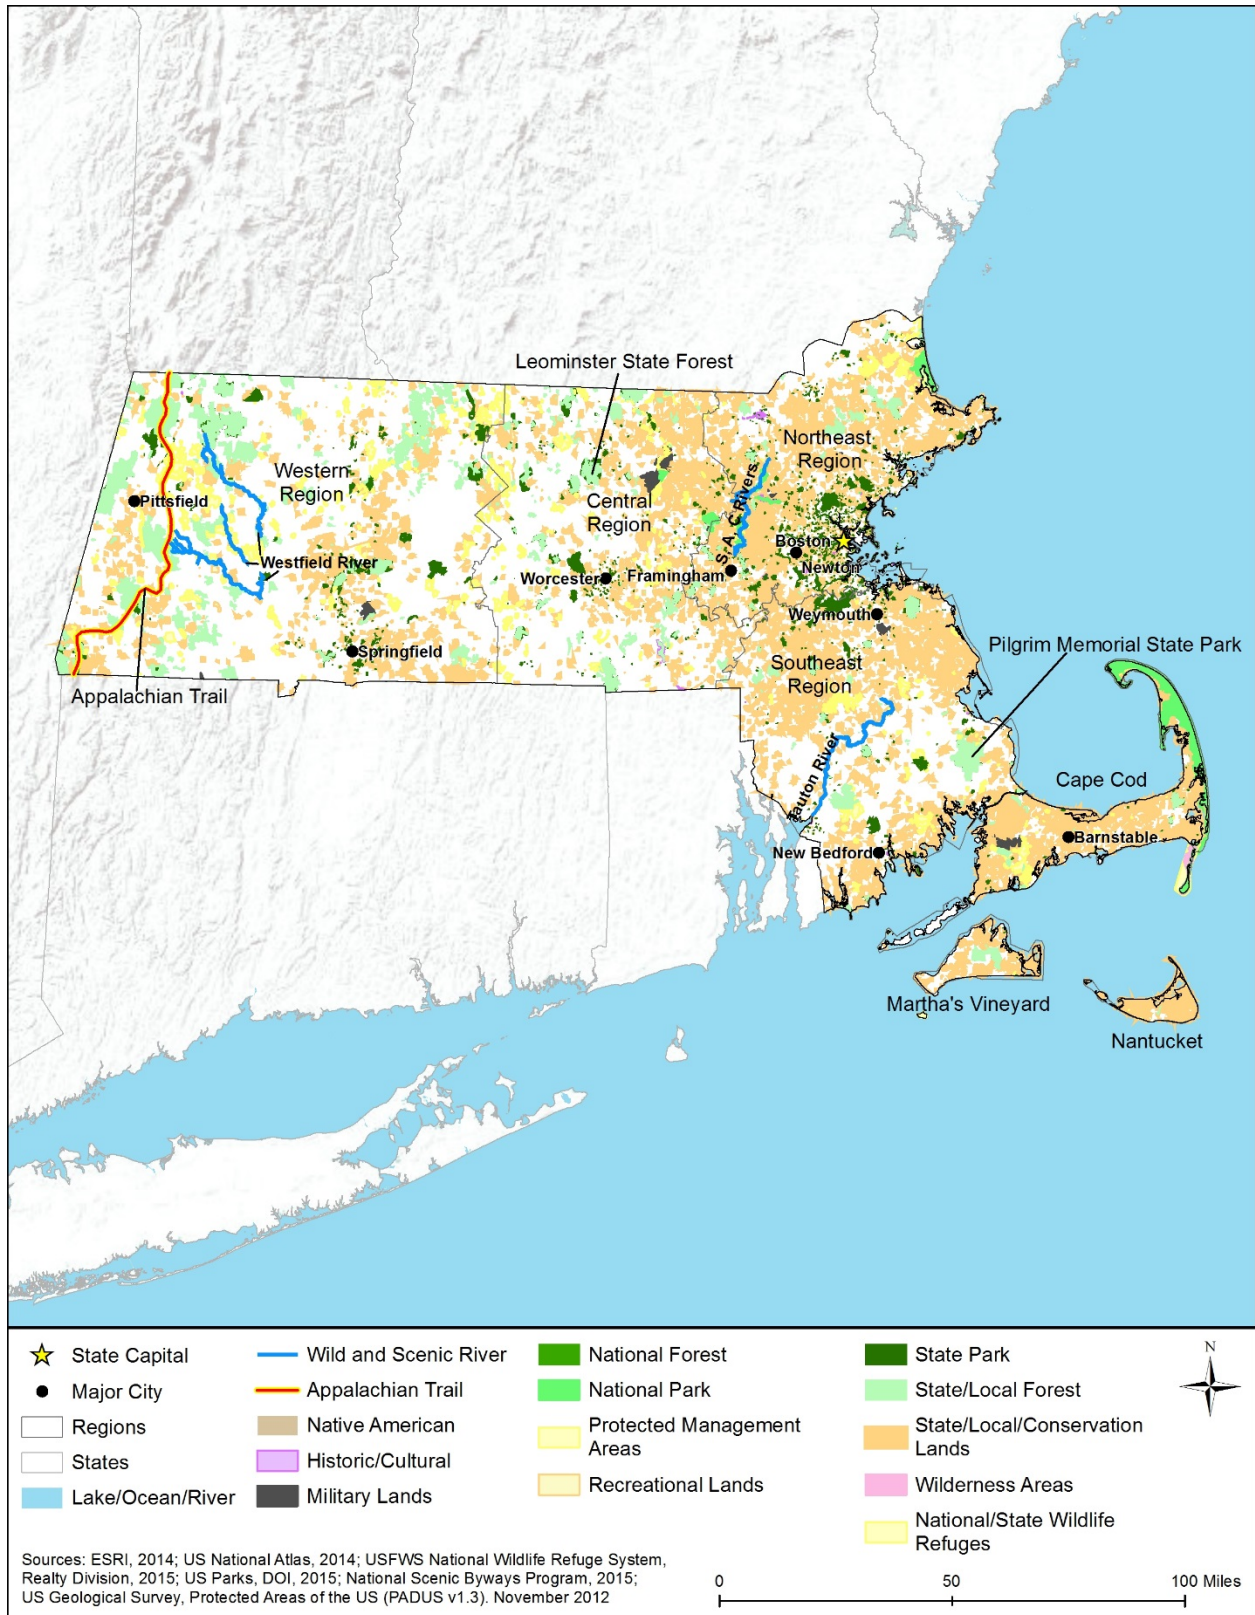 Leominster State Forest
Northeast
Region
Western
Region
Central
Region
S. A. C Rivers
Pittsfield
Boston
Newton
Westfield River
Worcester
Framingham
Weymouth
Pilgrim Memorial State Park
Springfield
Southeast
Region
Appalachian Trail
Tauton River
Cape Cod
Barnstable
New Bedford
Martha's Vineyard
Nantucket
State Capital
Major City
Regions
States
Lake/Ocean/River
Wild and Scenic River
Appalachian Trail
Native American
Historic/Cultural
Military Lands
National Forest
National Park
Protected Management
Areas
Recreational Lands
State Park
State/Local Forest
State/Local/Conservation
Lands
Wilderness Areas
National/State Wildlife
Refuges
N
Sources: ESRI, 2014; US National Atlas, 2014; USFWS National Wildlife Refuge System,
Realty Division, 2015; US Parks, DOI, 2015; National Scenic Byways Program, 2015;
US Geological Survey, Protected Areas of the US (PADUS v1.3). November 2012
0 50 100 Miles